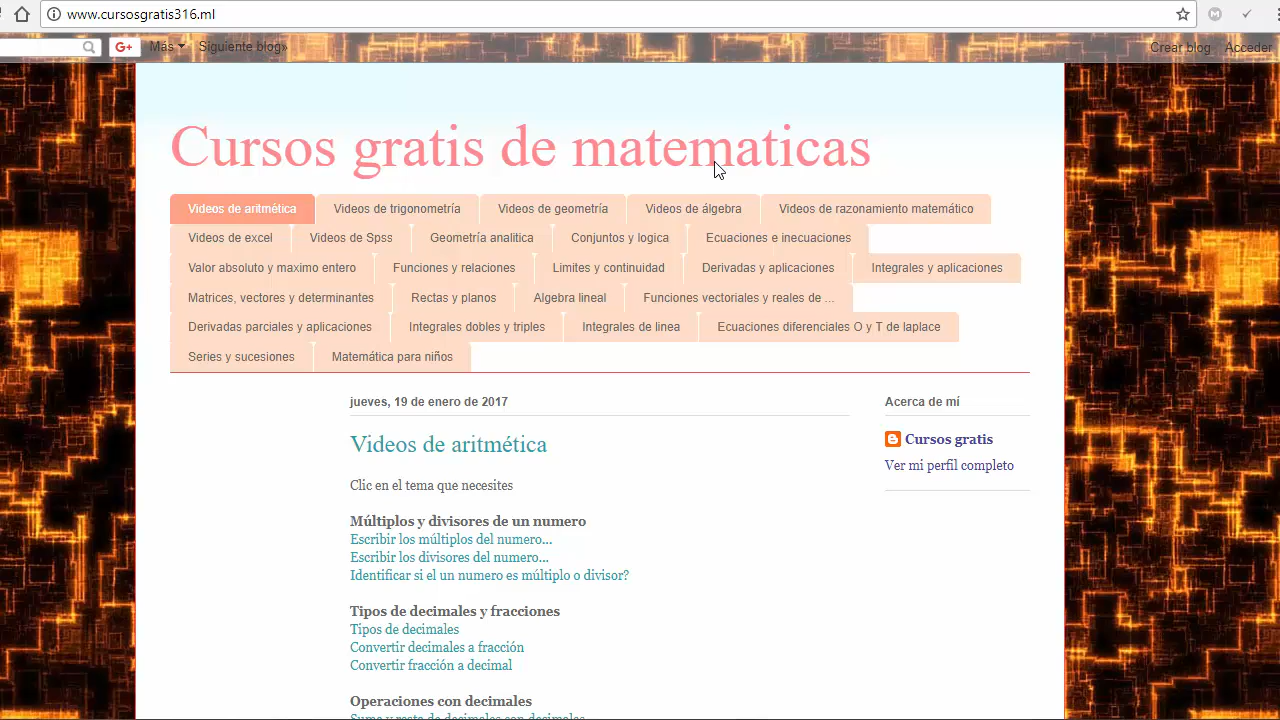 www.cursosgratis316.ml
G+ Más Siguiente blog» Crear blog Acceder
Cursos gratis de matematicas
Videos de aritmética Videos de trigonometría Videos de geometría Videos de álgebra Videos de razonamiento matemático
Videos de excel Videos de Spss Geometría analitica Conjuntos y logica Ecuaciones e inecuaciones
Valor absoluto y maximo entero Funciones y relaciones Limites y continuidad Derivadas y aplicaciones Integrales y aplicaciones
Matrices, vectores y determinantes Rectas y planos Algebra lineal Funciones vectoriales y reales de ...
Derivadas parciales y aplicaciones Integrales dobles y triples Integrales de linea Ecuaciones diferenciales O y T de laplace
Series y sucesiones Matemática para niños
jueves, 19 de enero de 2017
Videos de aritmética
Clic en el tema que necesites
Múltiplos y divisores de un numero
Escribir los múltiplos del numero...
Escribir los divisores del numero...
Identificar si el un numero es múltiplo o divisor?
Tipos de decimales y fracciones
Tipos de decimales
Convertir decimales a fracción
Convertir fracción a decimal
Operaciones con decimales
Suma y resta de decimales con decimales
Acerca de mí
Cursos gratis
Ver mi perfil completo